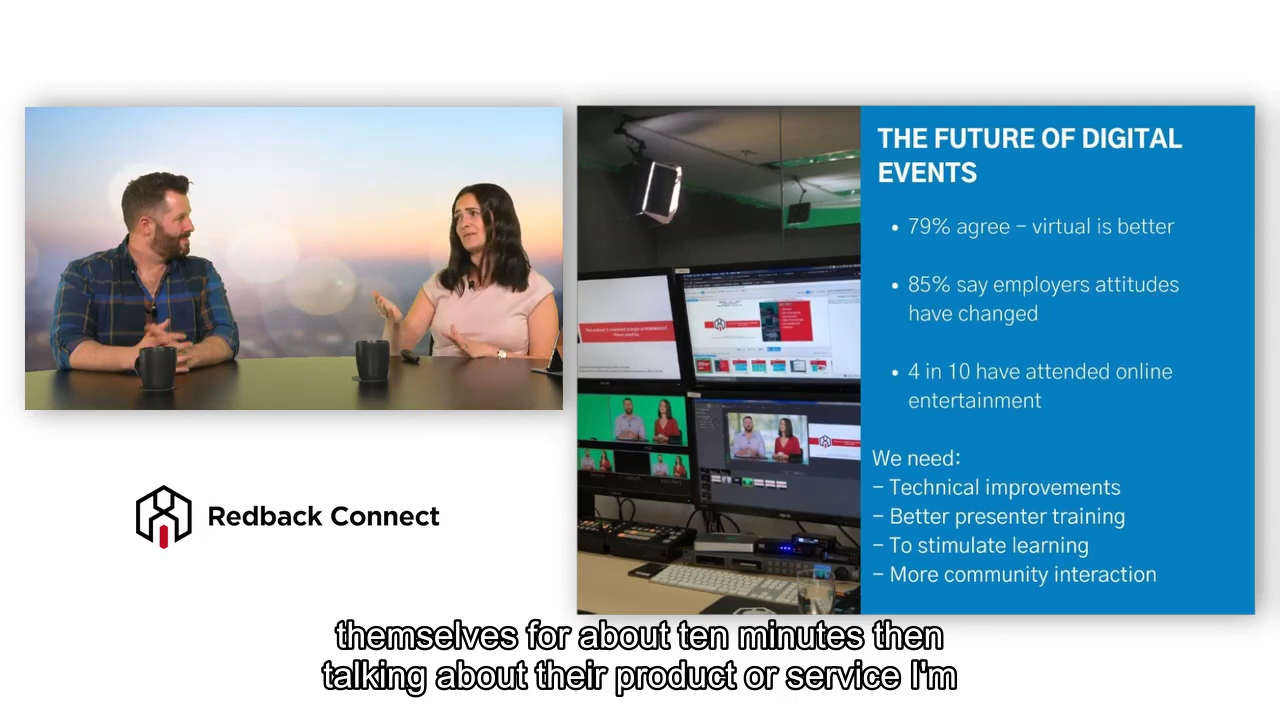 THE FUTURE OF DIGITAL
EVENTS
• 79% agree – virtual is better
• 85% say employers attitudes
have changed
• 4 in 10 have attended online
entertainment
We need:
– Technical improvements
– Better presenter training
– To stimulate learning
– More community interaction
Redback Connect
themselves for about ten minutes then
talking about their product or service I'm